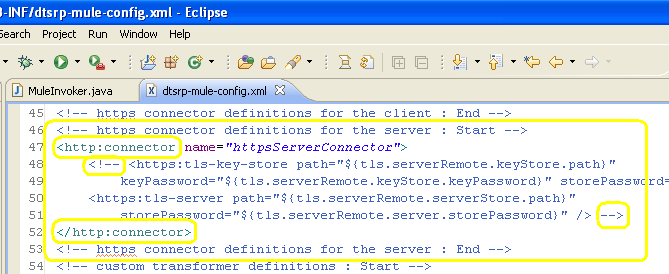 B-INF/dtsrp-mule-config.xml - Eclipse
Search Project Run Window Help
MuleInvoker.java dtsrp-mule-config.xml
45 <!-- https connector definitions for the client : End -->
46 <!-- https connector definitions for the server : Start -->
47 <http:connector name="httpsServerConnector">
48 <!-- <https:tls-key-store path="${tls.serverRemote.keyStore.path}"
49 keyPassword="${tls.serverRemote.keyStore.keyPassword}" storePassword=
50 <https:tls-server path="${tls.serverRemote.serverStore.path}"
51 storePassword="${tls.serverRemote.server.storePassword}" /> -->
52 </http:connector>
53 <!-- https connector definitions for the server : End -->
54 <!-- custom transformer definitions : Start -->